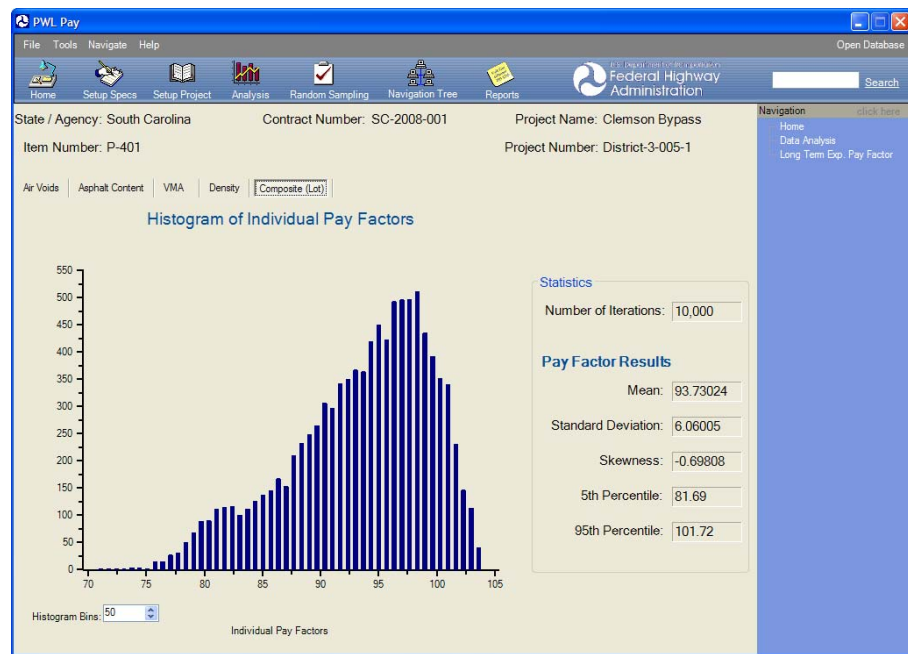 PWL Pay
File Tools Navigate Help Open Database
Home Setup Specs Setup Project Analysis Random Sampling Navigation Tree Reports
Federal Highway
Administration
Search
State / Agency: South Carolina Contract Number: SC-2008-001 Project Name: Clemson Bypass
Item Number: P-401 Project Number: District-3-005-1
Navigation click here
Home
Data Analysis
Long Term Exp. Pay Factor
Air Voids Asphalt Content VMA Density Composite (Lot)
Histogram of Individual Pay Factors
550
500
450
400
350
300
250
200
150
100
50
0
70 75 80 85 90 95 100 105
Histogram Bins: 50
Individual Pay Factors
Statistics
Number of Iterations: 10,000
Pay Factor Results
Mean: 93.73024
Standard Deviation: 6.06005
Skewness: -0.69808
5th Percentile: 81.69
95th Percentile: 101.72